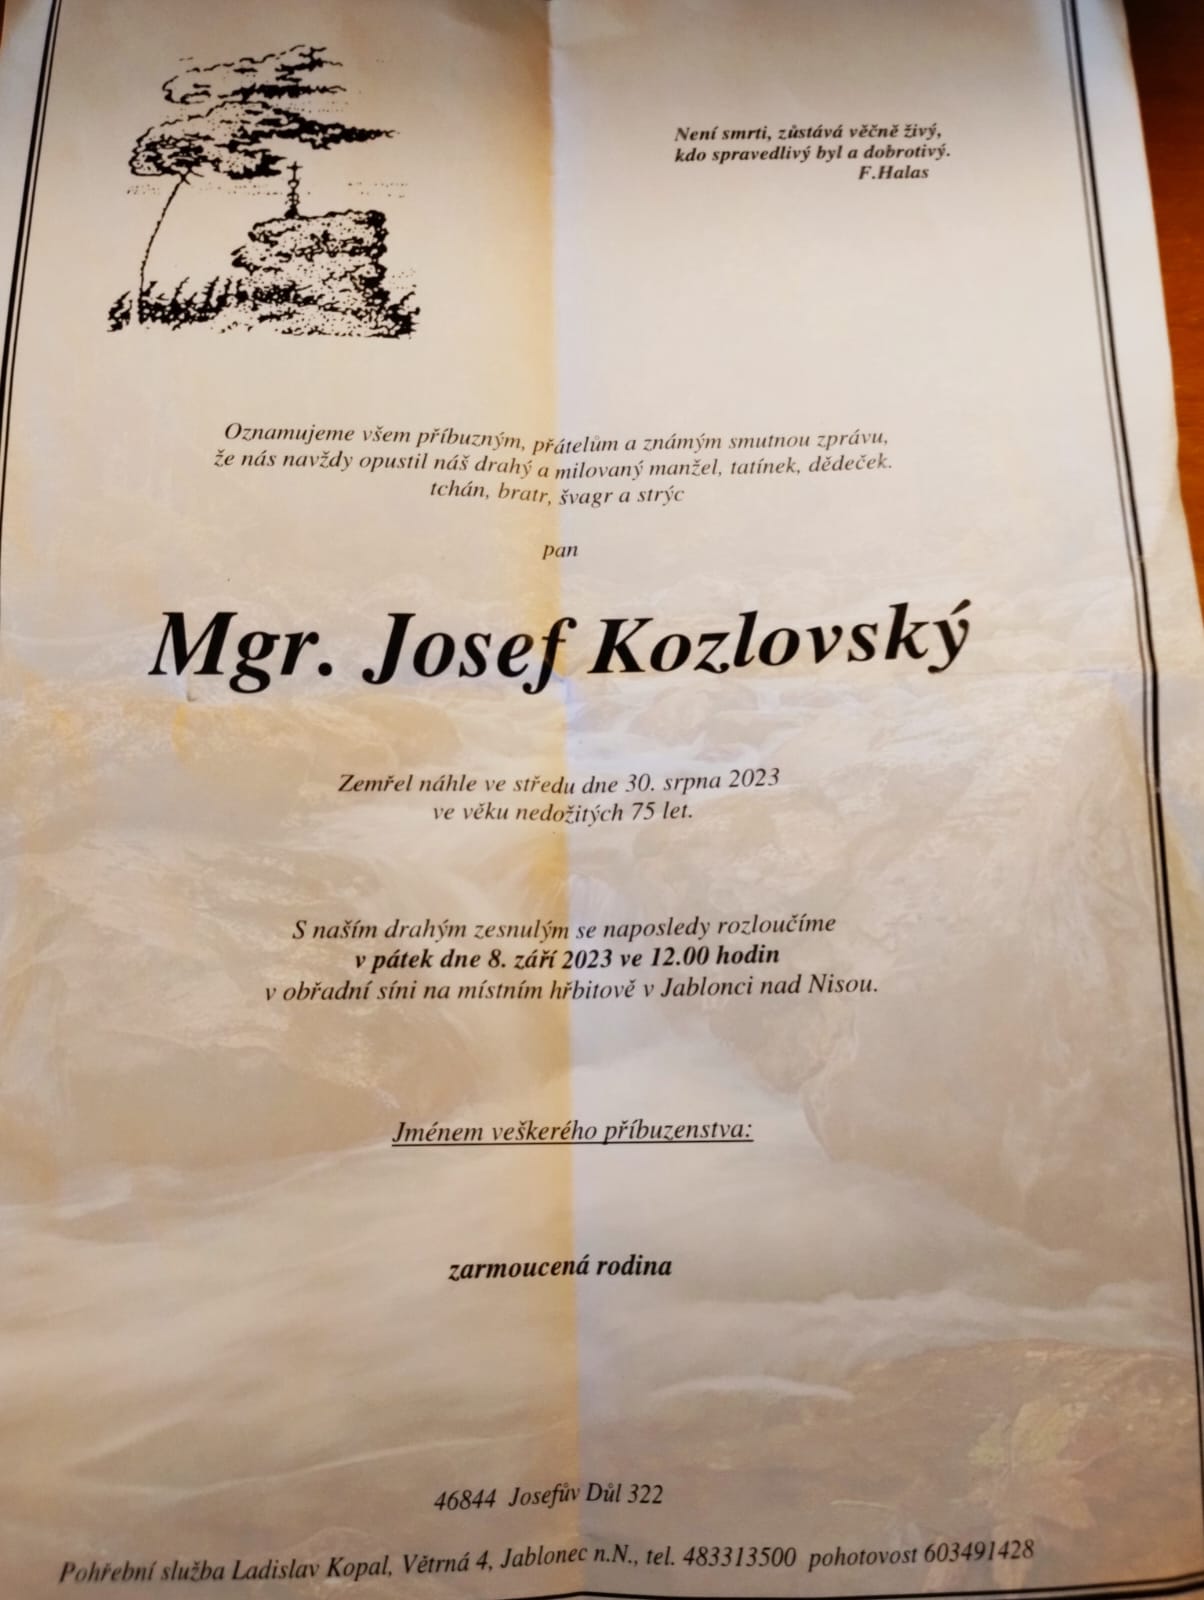 Není smrti, zůstává věčně živý,
kdo spravedlivý byl a dobrotivý.
F.Halas
Oznamujeme všem příbuzným, přátelům a známým smutnou zprávu,
že nás navždy opustil náš drahý a milovaný manžel, tatínek, dědeček.
tchán, bratr, švagr a strýc
pan
Mgr. Josef Kozlovský
Zemřel náhle ve středu dne 30. srpna 2023
ve věku nedožitých 75 let.
S naším drahým zesnulým se naposledy rozloučíme
v pátek dne 8. září 2023 ve 12.00 hodin
v obřadní síni na místním hřbitově v Jablonci nad Nisou.
Jménem veškerého příbuzenstva:
zarmoucená rodina
46844 Josefův Důl 322
Pohřební služba Ladislav Kopal, Větrná 4, Jablonec n.N., tel. 483313500 pohotovost 603491428